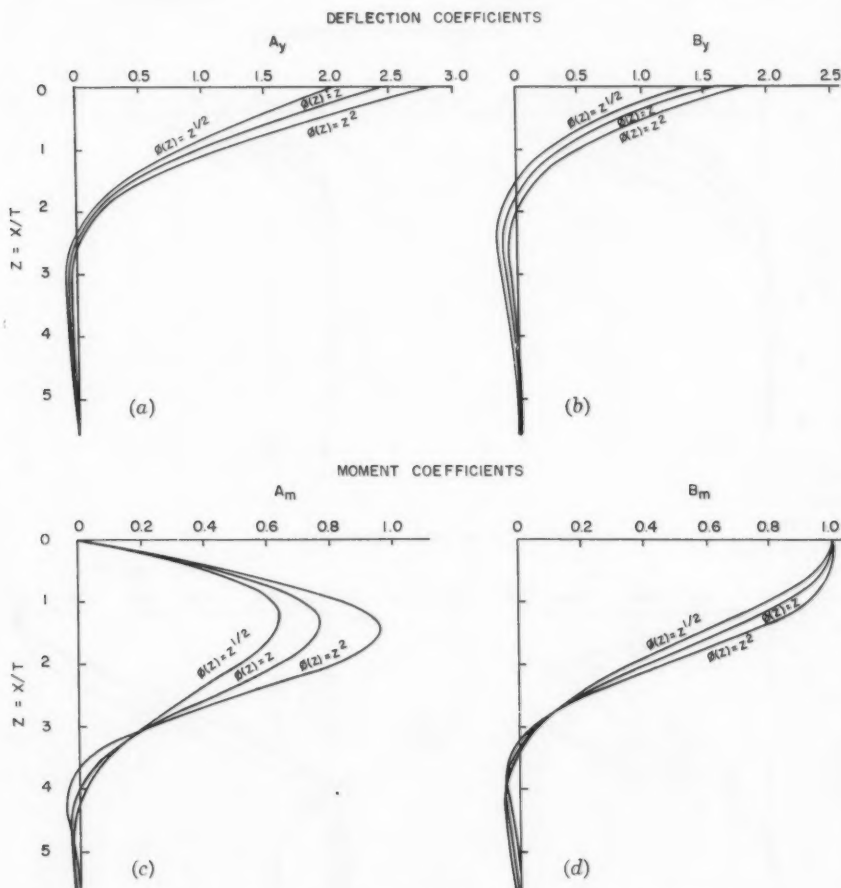 DEFLECTION COEFFICIENTS
Ay
0 0.5 1.0 1.5 2.0 2.5 3.0
By
0 0.5 1.0 1.5 2.0 2.5
0
1
2
3
4
5
Z = X/T
ø(Z)=Z^1/2
ø(Z)=Z
ø(Z)=Z^2
(a)
ø(Z)=Z^1/2
ø(Z)=Z
ø(Z)=Z^2
(b)
MOMENT COEFFICIENTS
Am
0 0.2 0.4 0.6 0.8 1.0
Bm
0 0.2 0.4 0.6 0.8 1.0
0
1
2
3
4
5
Z = X/T
ø(Z)=Z^1/2
ø(Z)=Z
ø(Z)=Z^2
(c)
ø(Z)=Z^1/2
ø(Z)=Z
ø(Z)=Z^2
(d)